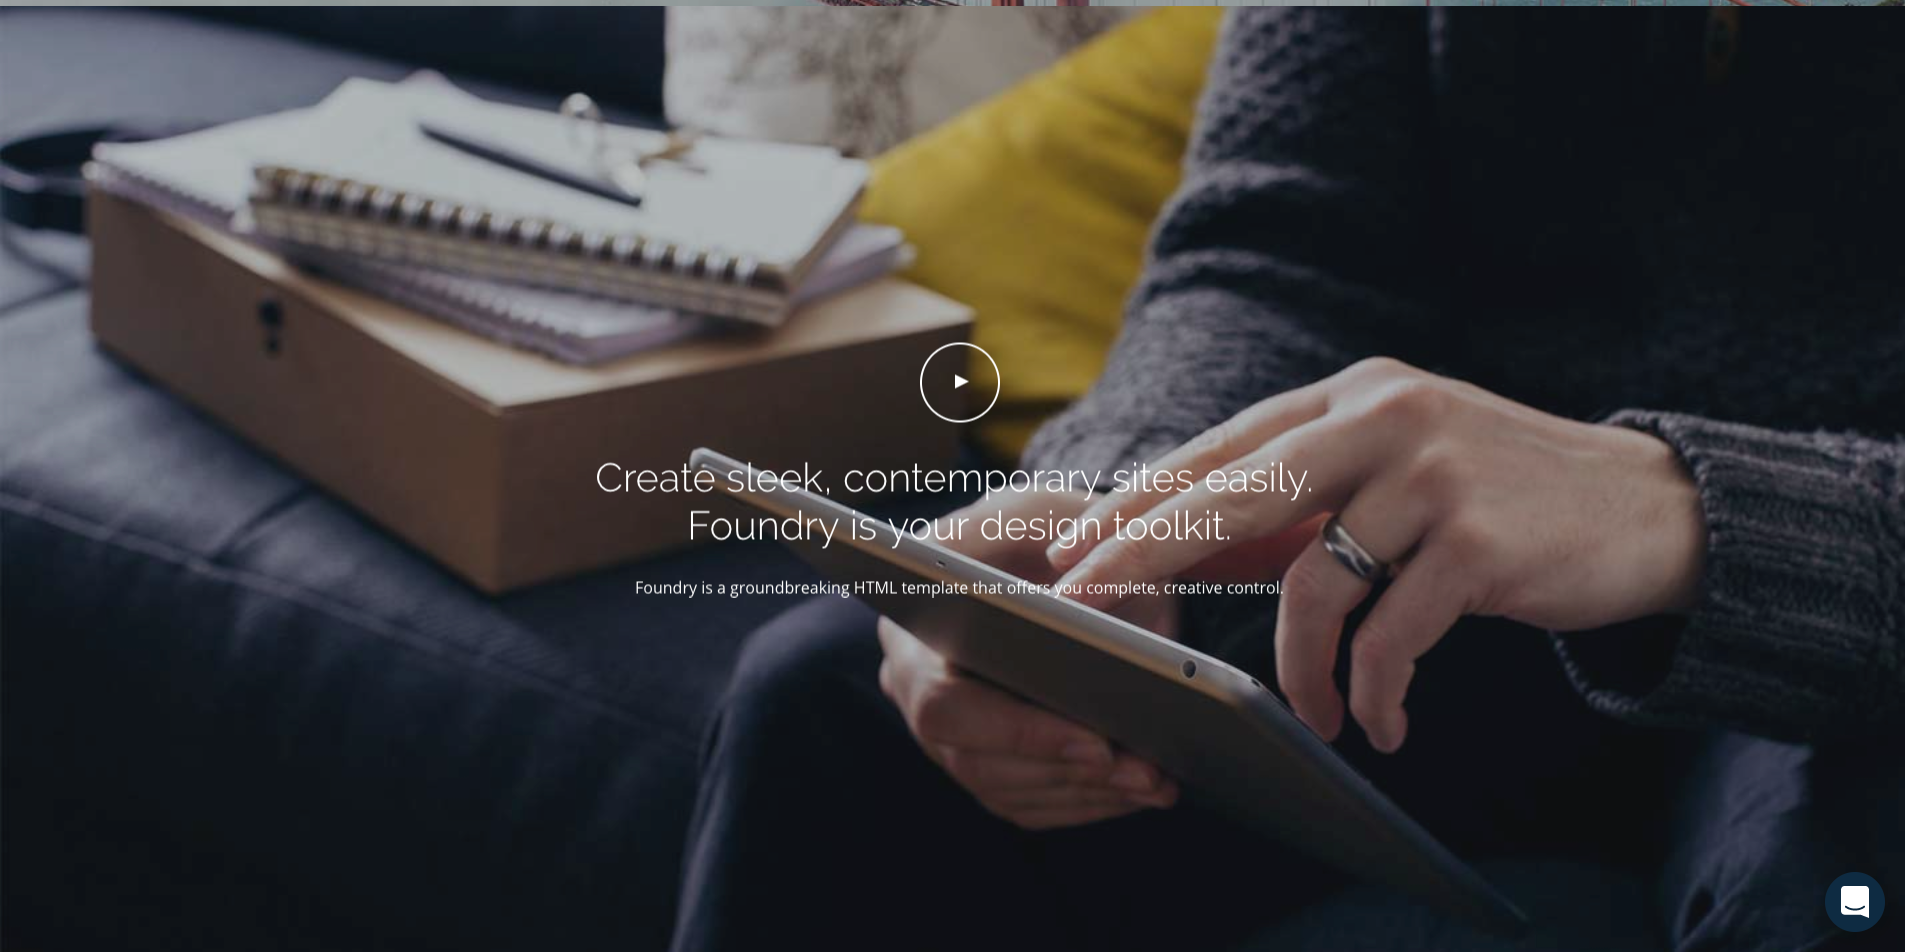 Create sleek, contemporary sites easily.
Foundry is your design toolkit.
Foundry is a groundbreaking HTML template that offers you complete, creative control.